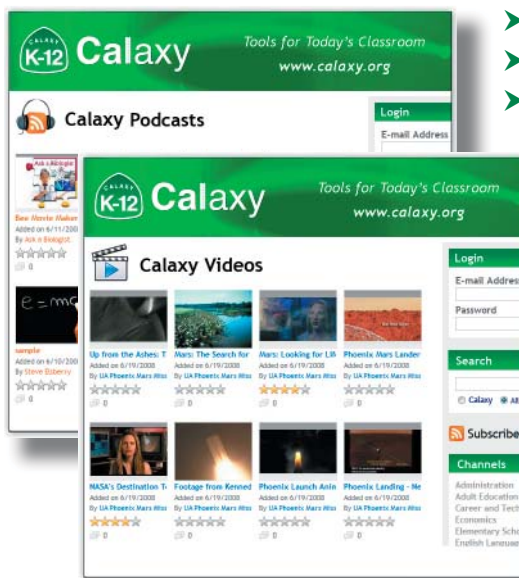 CALAXY
K-12
Calaxy
Tools for Today's Classroom
www.calaxy.org
Calaxy Podcasts
Login
E-mail Address
Ask a Biologist
Bee Movie Maker
Added on 6/11/200
By Ask a Biologist
0
e=mc
sample
Added on 6/10/200
By Steve
0
CALAXY
K-12
Calaxy
Tools for Today's Classroom
www.calaxy.org
Calaxy Videos
Up from the Ashes: T Mars: The Search for Mars: Looking for Phoenix Mars Lander
Added on 6/19/2008 Added on 6/19/2008 Added on 6/19/2008 Added on 6/19/2008
By UA Phoenix Mars Miss By UA Phoenix Mars Miss By UA Phoenix Mars Miss By UA Phoenix Mars Miss
0 0 0 0
NASA's Destination Footage from Kenned Phoenix Launch Anim Phoenix Landing - Ne
Added on 6/19/2008 Added on 6/19/2008 Added on 6/19/2008 Added on 6/19/2008
By UA Phoenix Mars Miss By UA Phoenix Mars Miss By UA Phoenix Mars Miss By UA Phoenix Mars Miss
0 0 0 0
Login
E-mail Addres
Password
Search
Calaxy All
Subscribe
Channels
Administration
Adult Education
Career and Tech
Economics
Elementary Scho
English Languag